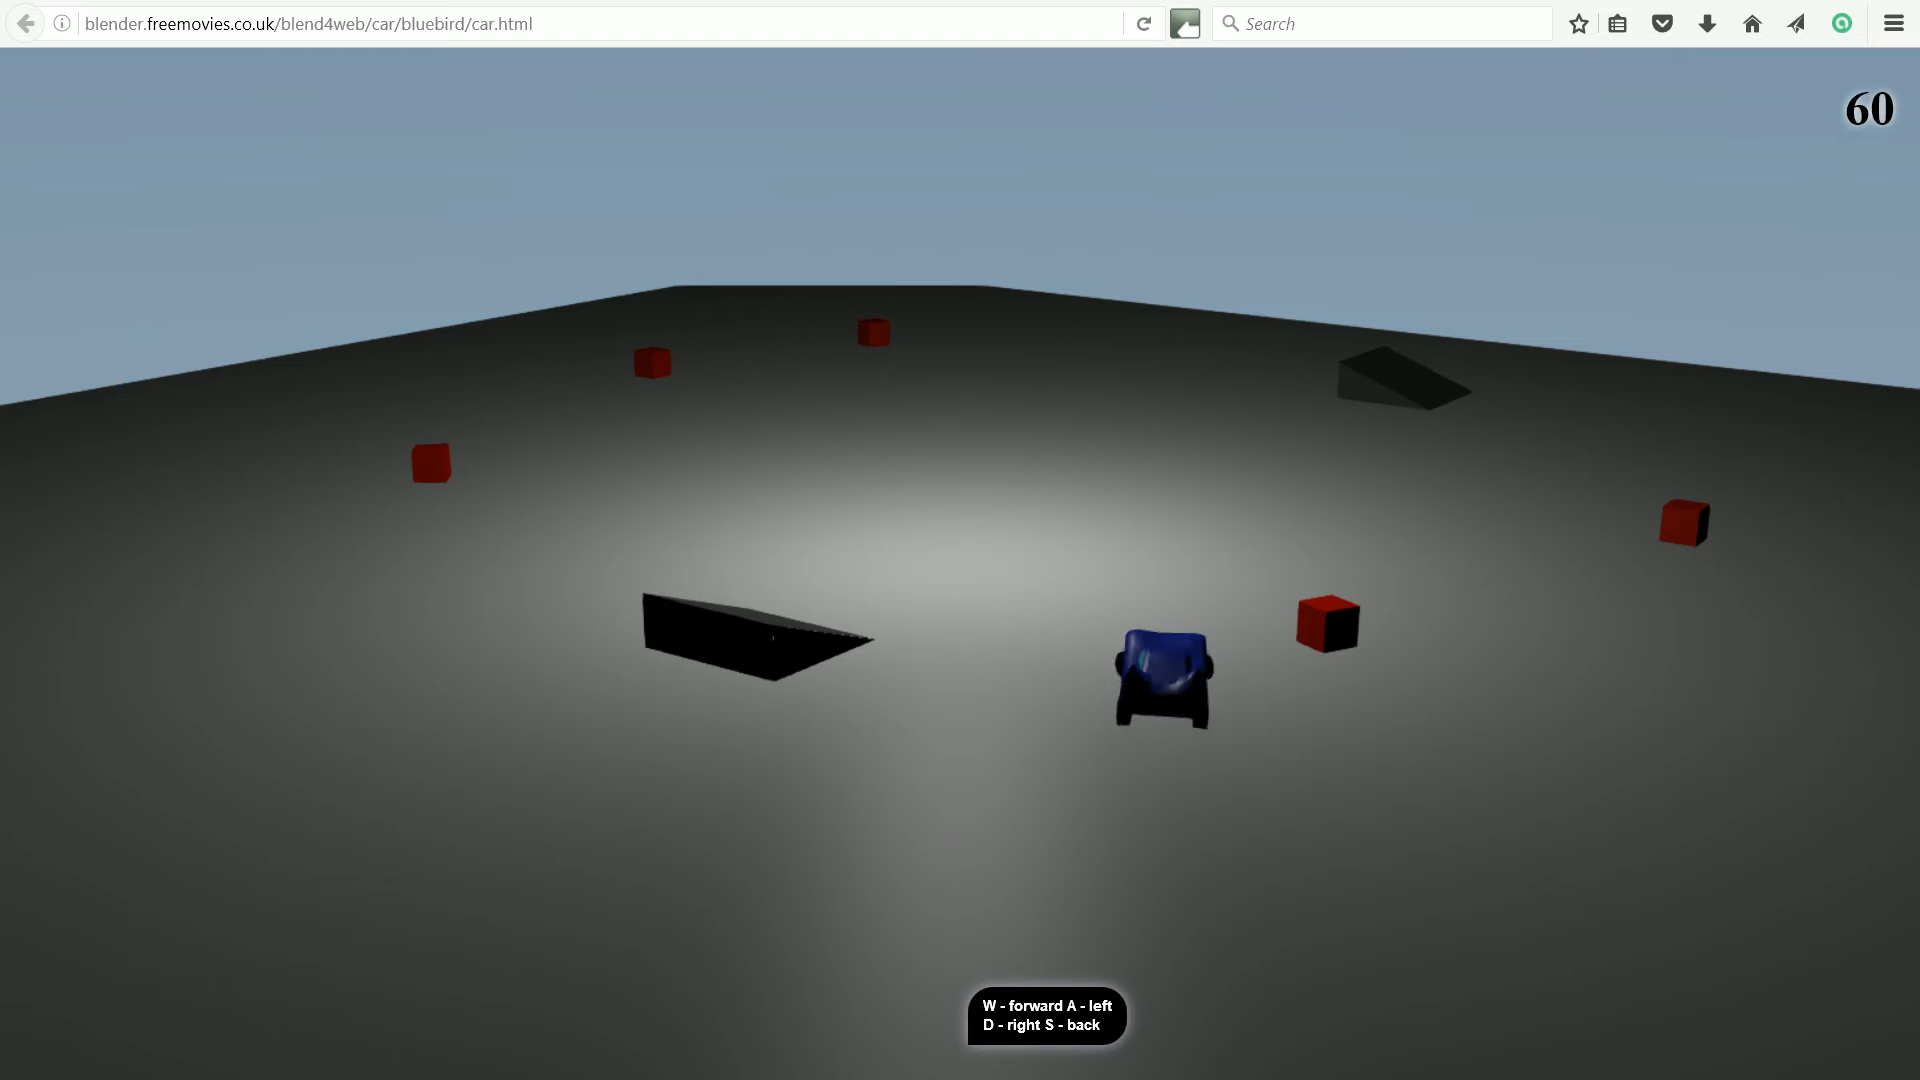 blender.freemovies.co.uk/blend4web/car/bluebird/car.html
Search
60
W - forward A - left
D - right S - back